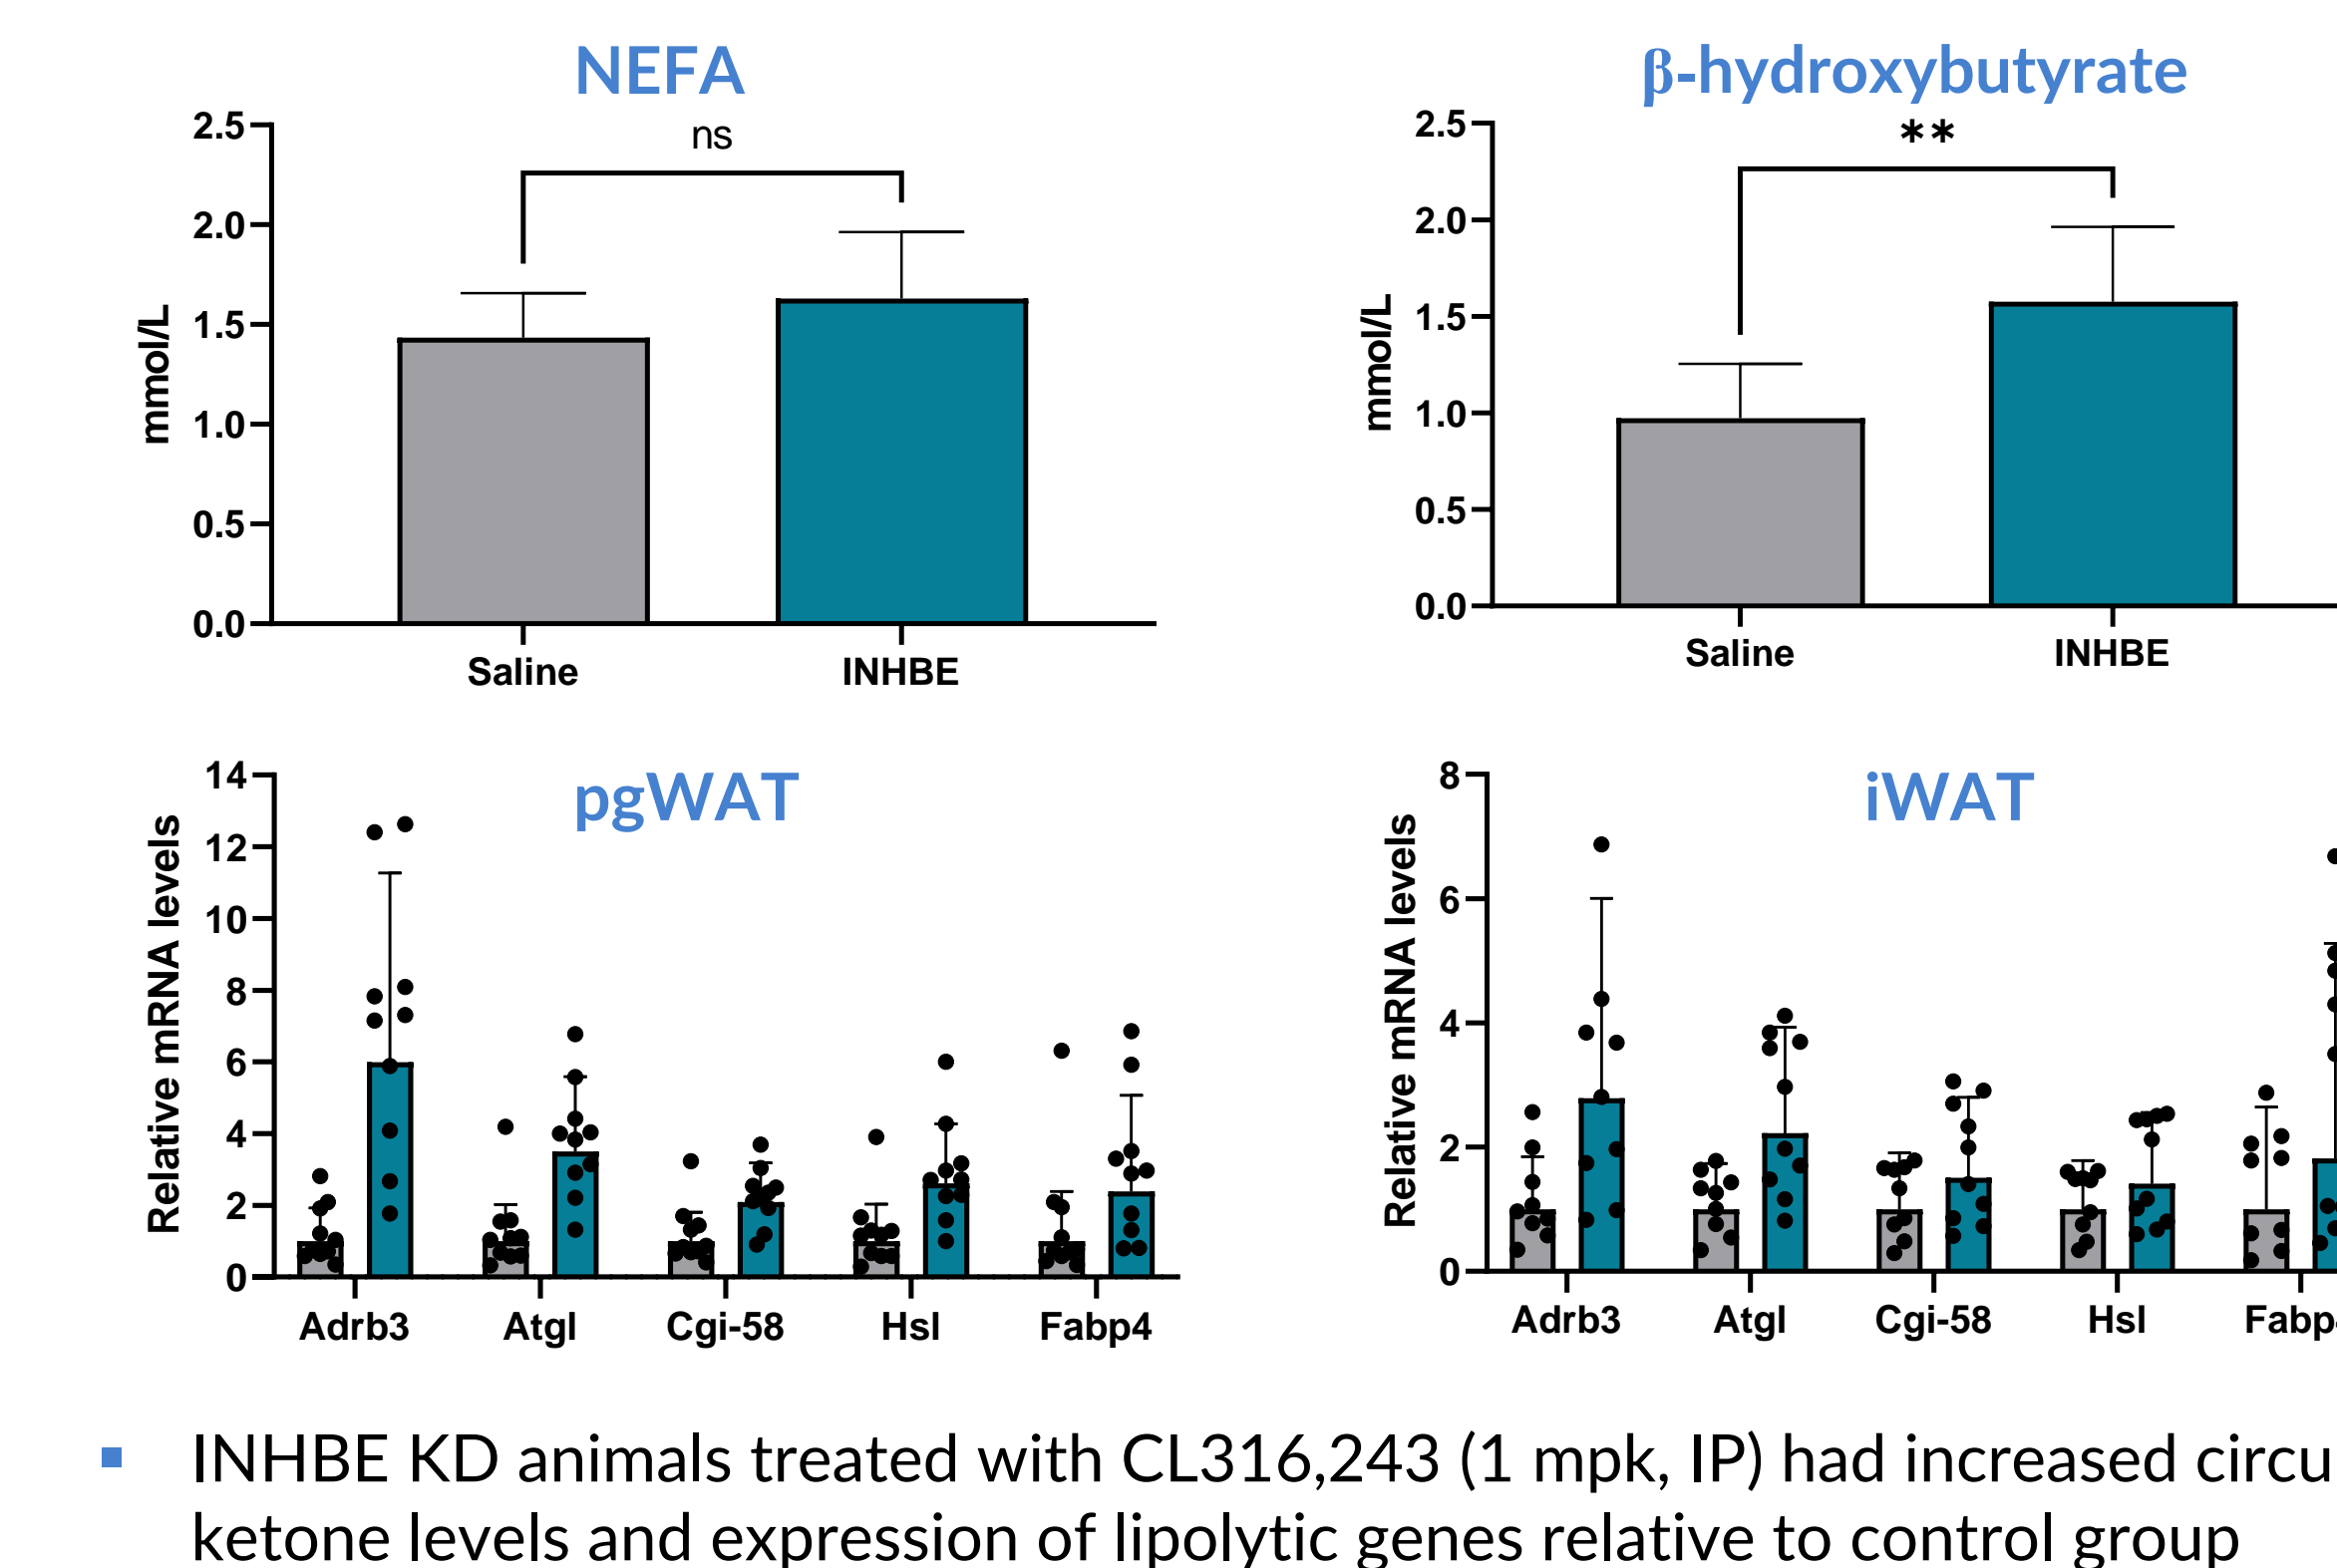 NEFA
2.5
ns
2.0
1.5
1.0
0.5
0.0
mmol/L
Saline
INHBE
β-hydroxybutyrate
2.5
**
2.0
1.5
1.0
0.5
0.0
mmol/L
Saline
INHBE
pgWAT
14
12
10
8
6
4
2
0
Relative mRNA levels
Adrb3
Atgl
Cgi-58
Hsl
Fabp4
iWAT
8
6
4
2
0
Relative mRNA levels
Adrb3
Atgl
Cgi-58
Hsl
Fabp
INHBE KD animals treated with CL316,243 (1 mpk, IP) had increased circu
ketone levels and expression of lipolytic genes relative to control group